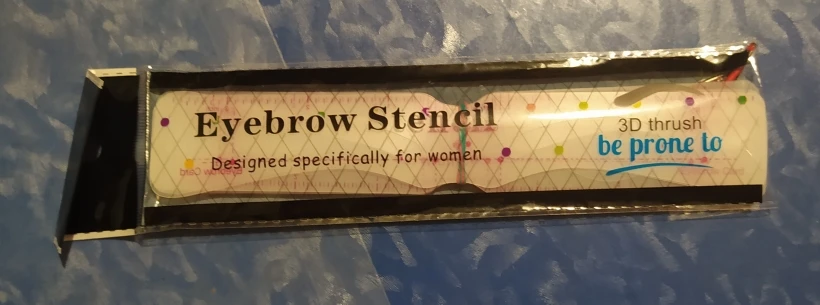 Eyebrow Stencil
Designed specifically for women
3D thrush
be prone to